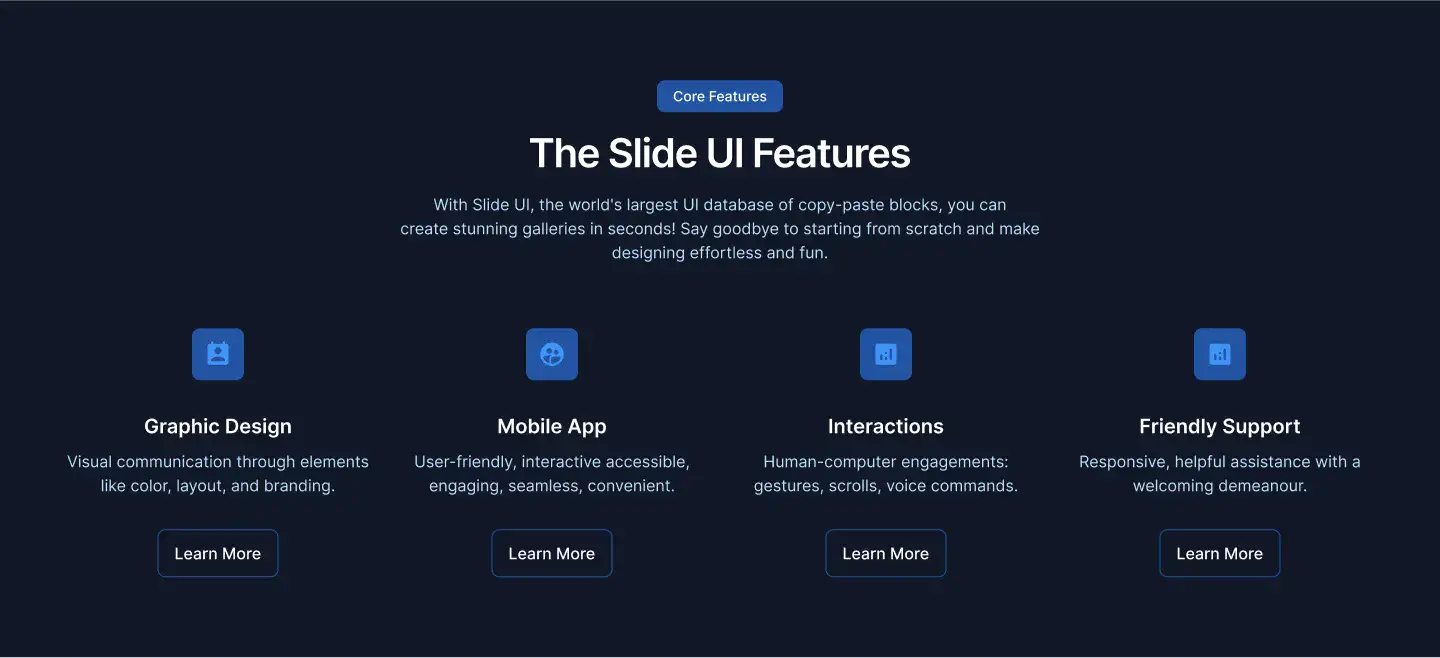 Core Features
The Slide UI Features
With Slide UI, the world's largest UI database of copy-paste blocks, you can
create stunning galleries in seconds! Say goodbye to starting from scratch and make
designing effortless and fun.
Graphic Design
Visual communication through elements
like color, layout, and branding.
Learn More
Mobile App
User-friendly, interactive accessible,
engaging, seamless, convenient.
Learn More
Interactions
Human-computer engagements:
gestures, scrolls, voice commands.
Learn More
Friendly Support
Responsive, helpful assistance with a
welcoming demeanour.
Learn More